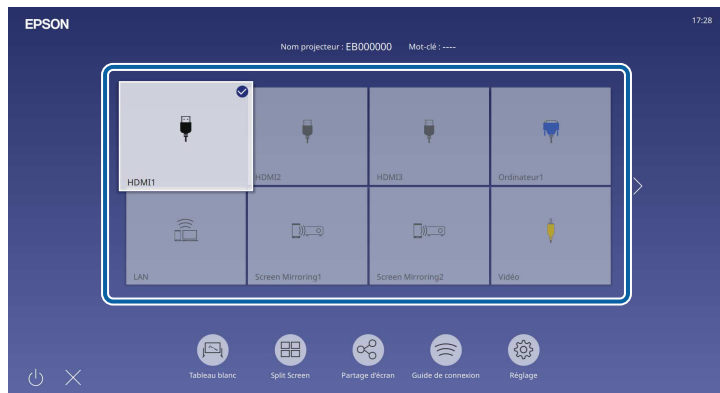 EPSON
17:28
Nom projecteur : EB000000 Mot-clé : ----
HDMI1
HDMI2
HDMI3
Ordinateur1
LAN
Screen Mirroring1
Screen Mirroring2
Vidéo
Tableau blanc
Split Screen
Partage d'écran
Guide de connexion
Réglage